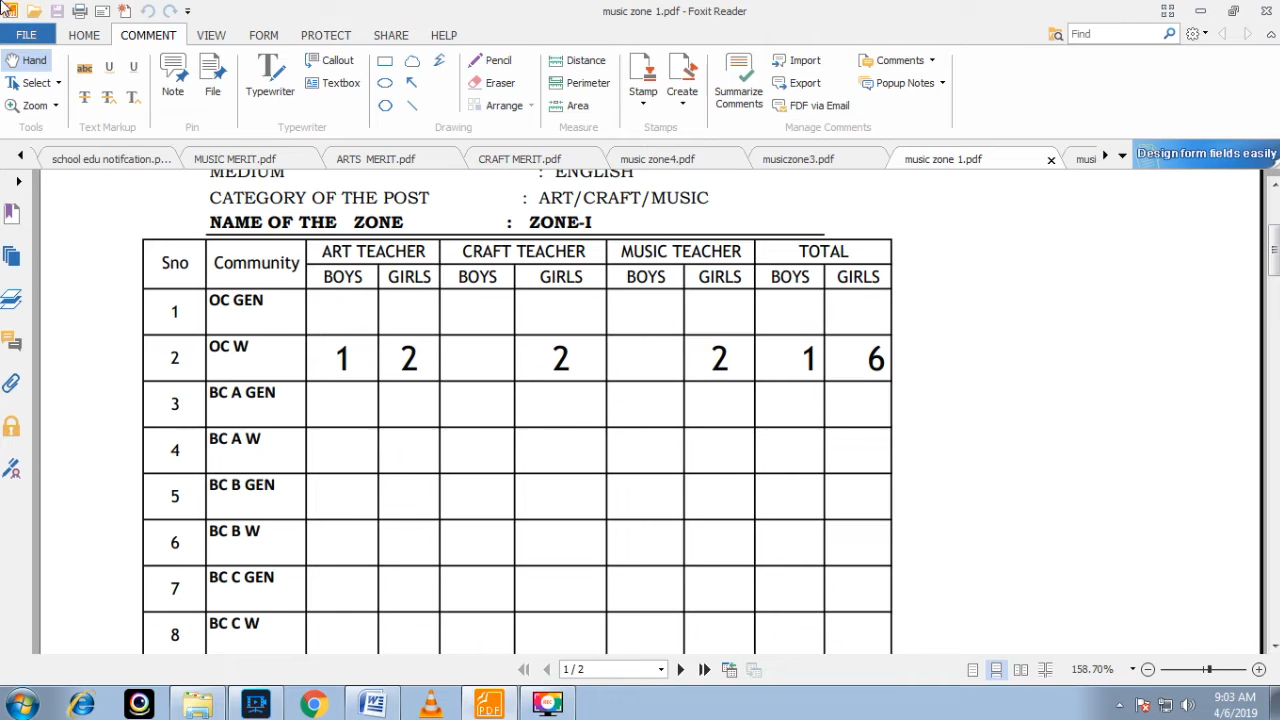 music zone 1.pdf - Foxit Reader
FILE HOME COMMENT VIEW FORM PROTECT SHARE HELP
Find
Hand
Select
Zoom
Tools
abc U U
T T T
Text Markup
Note
File
Pin
Typewriter
Callout
Textbox
Typewriter
Pencil
Eraser
Arrange
Drawing
Distance
Perimeter
Area
Measure
Stamp
Create
Stamps
Summarize
Comments
Import
Export
FDF via Email
Comments
Popup Notes
Manage Comments
school edu notifcation.p... MUSIC MERIT.pdf ARTS MERIT.pdf CRAFT MERIT.pdf music zone4.pdf musiczone3.pdf music zone 1.pdf musi
Design form fields easily
MEDIUM : ENGLISH
CATEGORY OF THE POST : ART/CRAFT/MUSIC
NAME OF THE ZONE : ZONE-I
Sno Community ART TEACHER CRAFT TEACHER MUSIC TEACHER TOTAL
BOYS GIRLS BOYS GIRLS BOYS GIRLS BOYS GIRLS
1 OC GEN
2 OC W 1 2 2 2 1 6
3 BC A GEN
4 BC A W
5 BC B GEN
6 BC B W
7 BC C GEN
8 BC C W
1 / 2
158.70%
PDF
REC
9:03 AM
4/6/2019